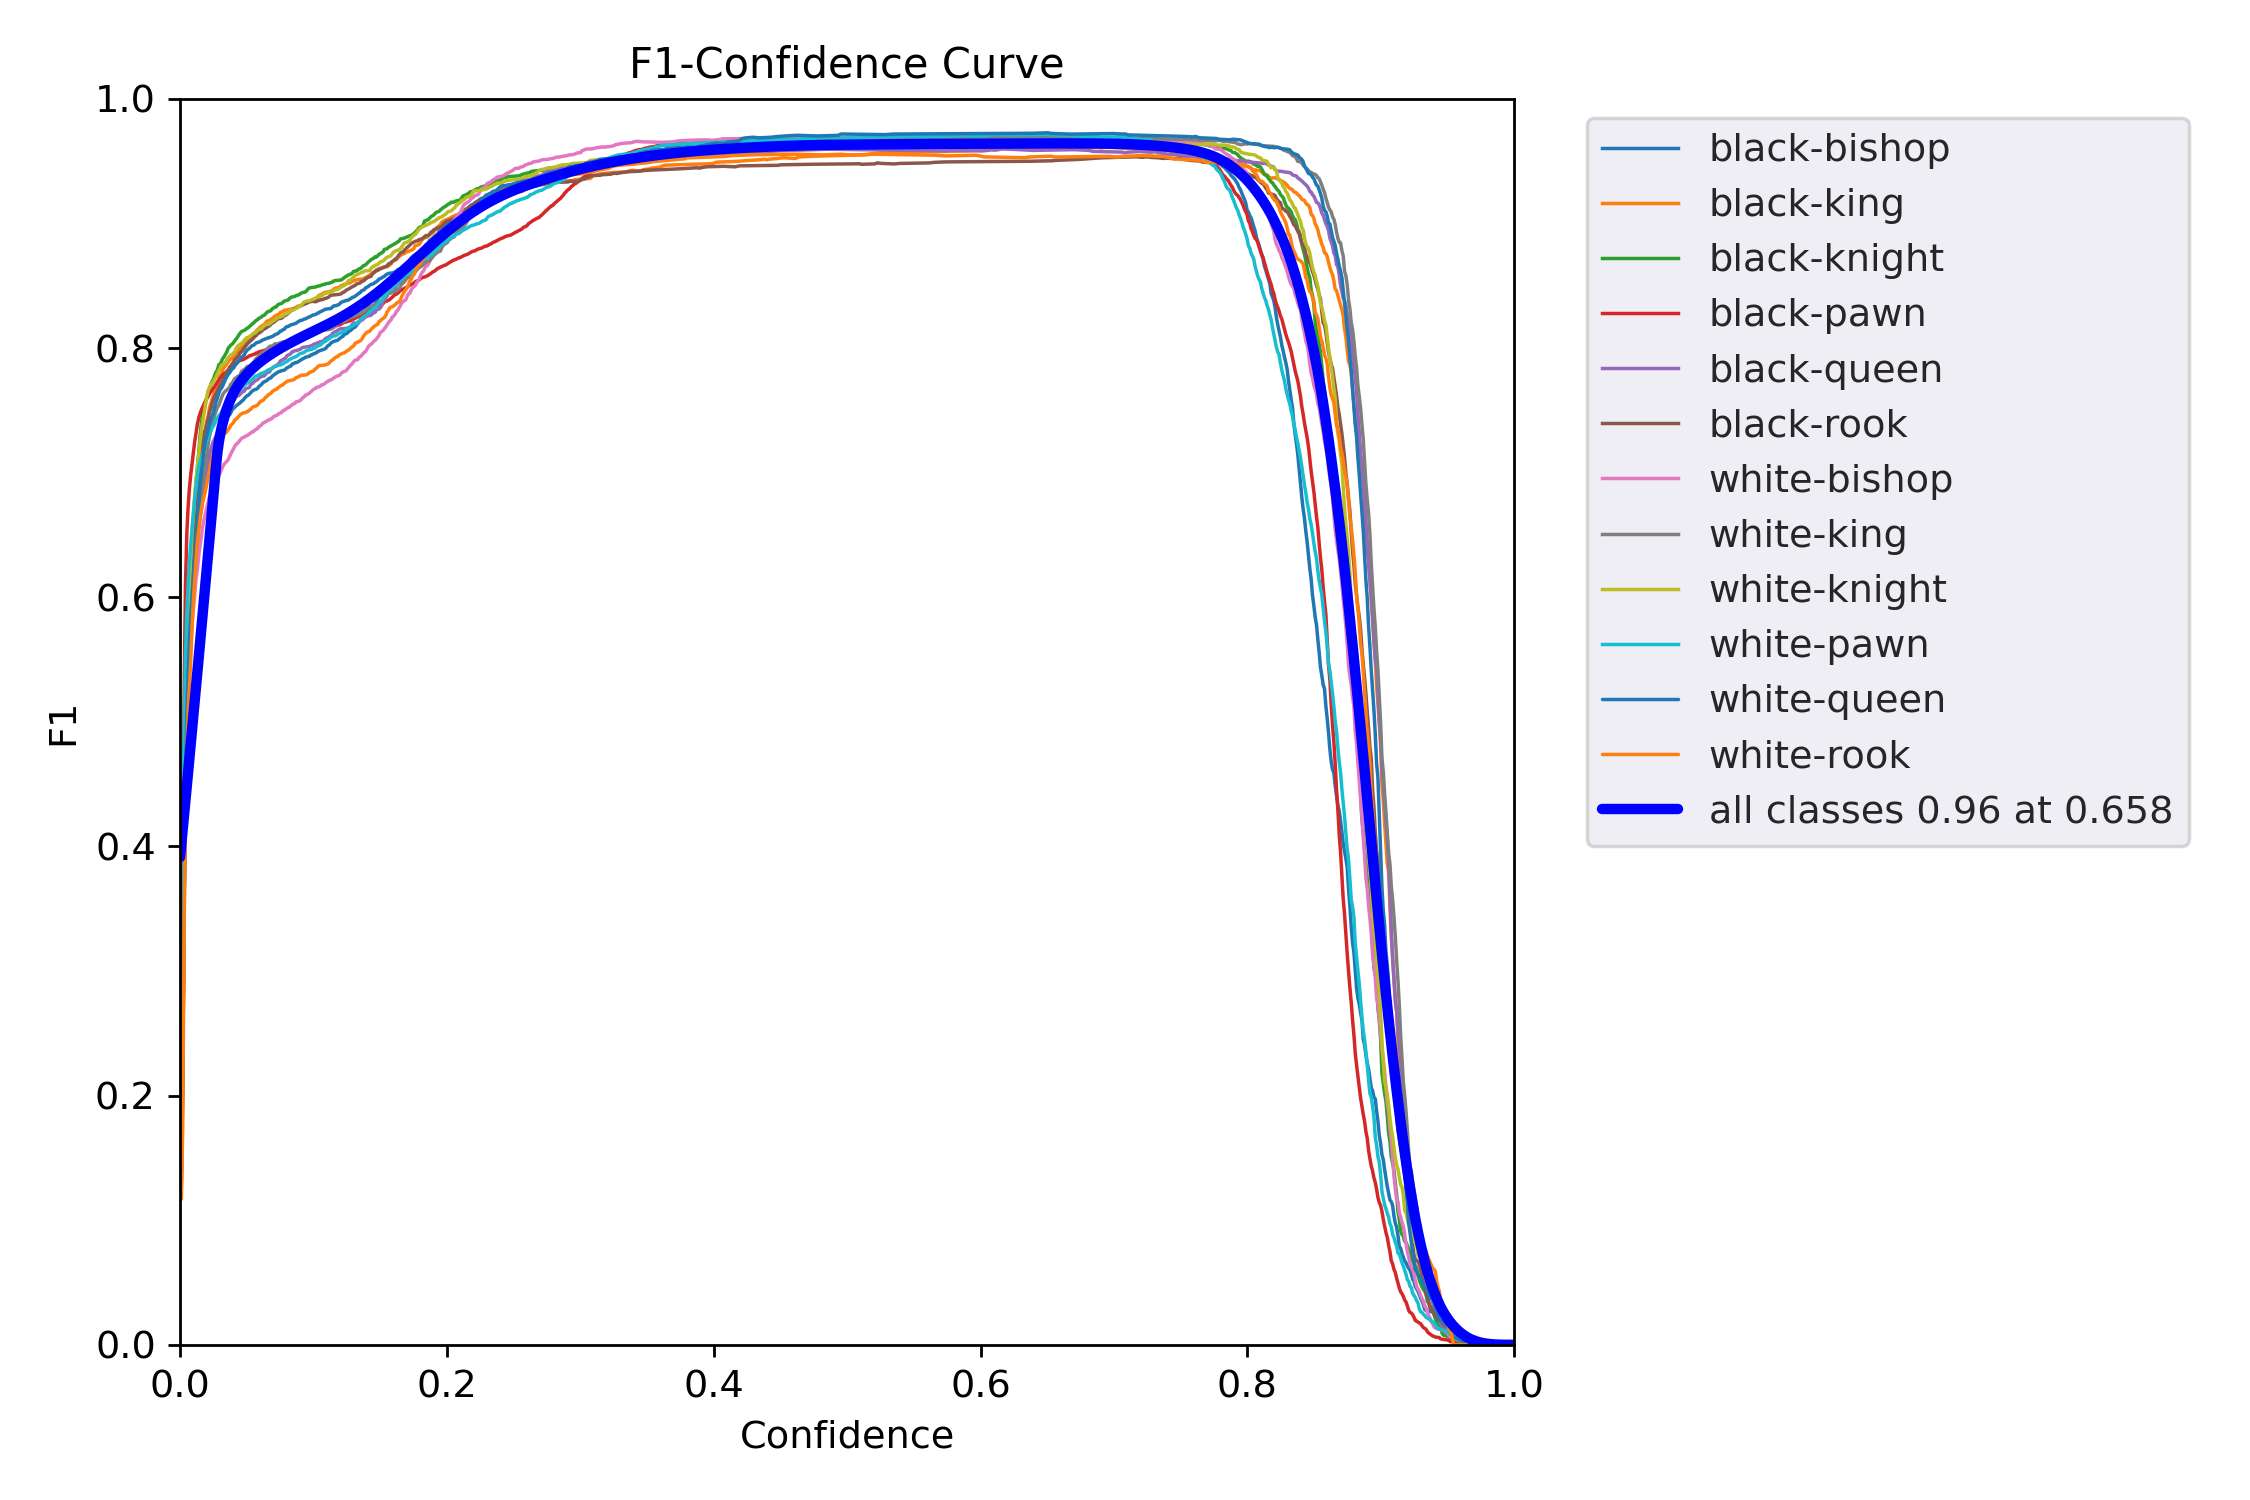 F1-Confidence Curve
1.0
0.8
0.6
0.4
0.2
0.0
F1
0.0 0.2 0.4 0.6 0.8 1.0
Confidence
black-bishop
black-king
black-knight
black-pawn
black-queen
black-rook
white-bishop
white-king
white-knight
white-pawn
white-queen
white-rook
all classes 0.96 at 0.658